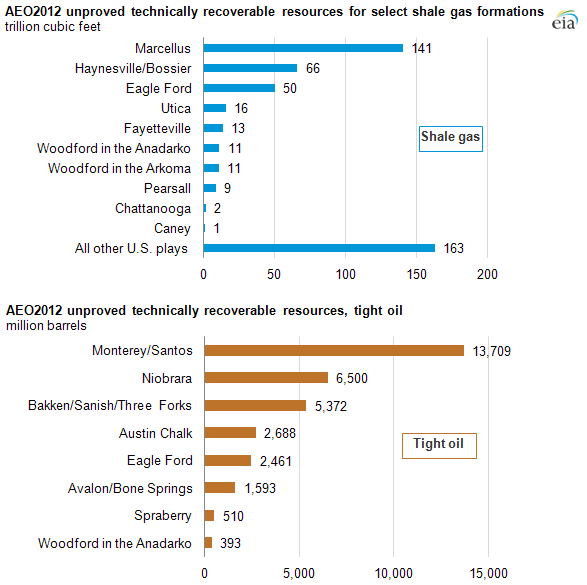 AEO2012 unproved technically recoverable resources for select shale gas formations
trillion cubic feet
eia
Marcellus 141
Haynesville/Bossier 66
Eagle Ford 50
Utica 16
Fayetteville 13
Woodford in the Anadarko 11
Woodford in the Arkoma 11
Pearsall 9
Chattanooga 2
Caney 1
All other U.S. plays 163
Shale gas
0 50 100 150 200
AEO2012 unproved technically recoverable resources, tight oil
million barrels
Monterey/Santos 13,709
Niobrara 6,500
Bakken/Sanish/Three Forks 5,372
Austin Chalk 2,688
Eagle Ford 2,461
Avalon/Bone Springs 1,593
Spraberry 510
Woodford in the Anadarko 393
Tight oil
0 5,000 10,000 15,000